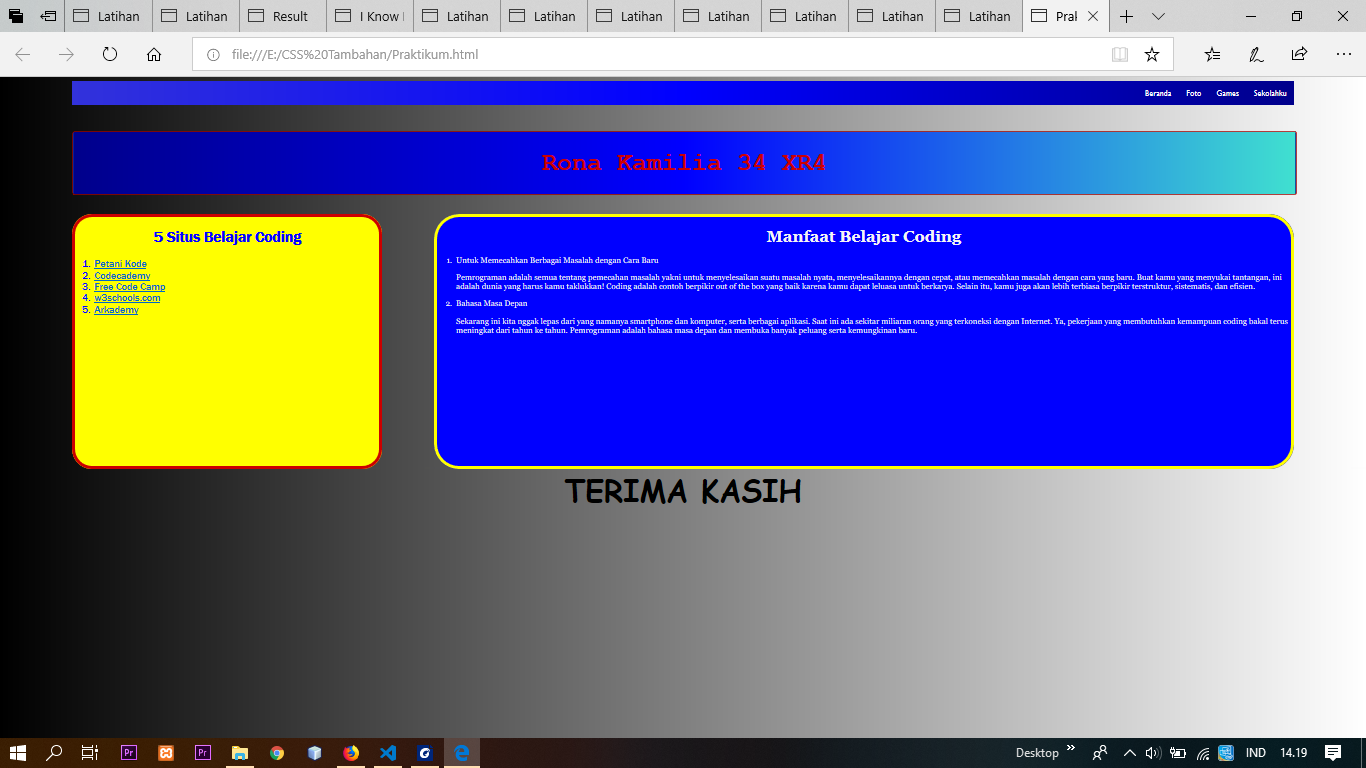 Latihan Latihan Result I Know Latihan Latihan Latihan Latihan Latihan Latihan Latihan Prak
file:///E:/CSS%20Tambahan/Praktikum.html
Beranda Foto Games Sekolahku
Rona Kamilia 34 XR4
5 Situs Belajar Coding
1. Petani Kode
2. Codecademy
3. Free Code Camp
4. w3schools.com
5. Arkademy
Manfaat Belajar Coding
1. Untuk Memecahkan Berbagai Masalah dengan Cara Baru
Pemrograman adalah semua tentang pemecahan masalah yakni untuk menyelesaikan suatu masalah nyata, menyelesaikannya dengan cepat, atau memecahkan masalah dengan cara yang baru. Buat kamu yang menyukai tantangan, ini
adalah dunia yang harus kamu taklukkan! Coding adalah contoh berpikir out of the box yang baik karena kamu dapat leluasa untuk berkarya. Selain itu, kamu juga akan lebih terbiasa berpikir terstruktur, sistematis, dan efisien.
2. Bahasa Masa Depan
Sekarang ini kita nggak lepas dari yang namanya smartphone dan komputer, serta berbagai aplikasi. Saat ini ada sekitar miliaran orang yang terkoneksi dengan Internet. Ya, pekerjaan yang membutuhkan kemampuan coding bakal terus
meningkat dari tahun ke tahun. Pemrograman adalah bahasa masa depan dan membuka banyak peluang serta kemungkinan baru.
TERIMA KASIH
Pr Pr Desktop IND 14.19